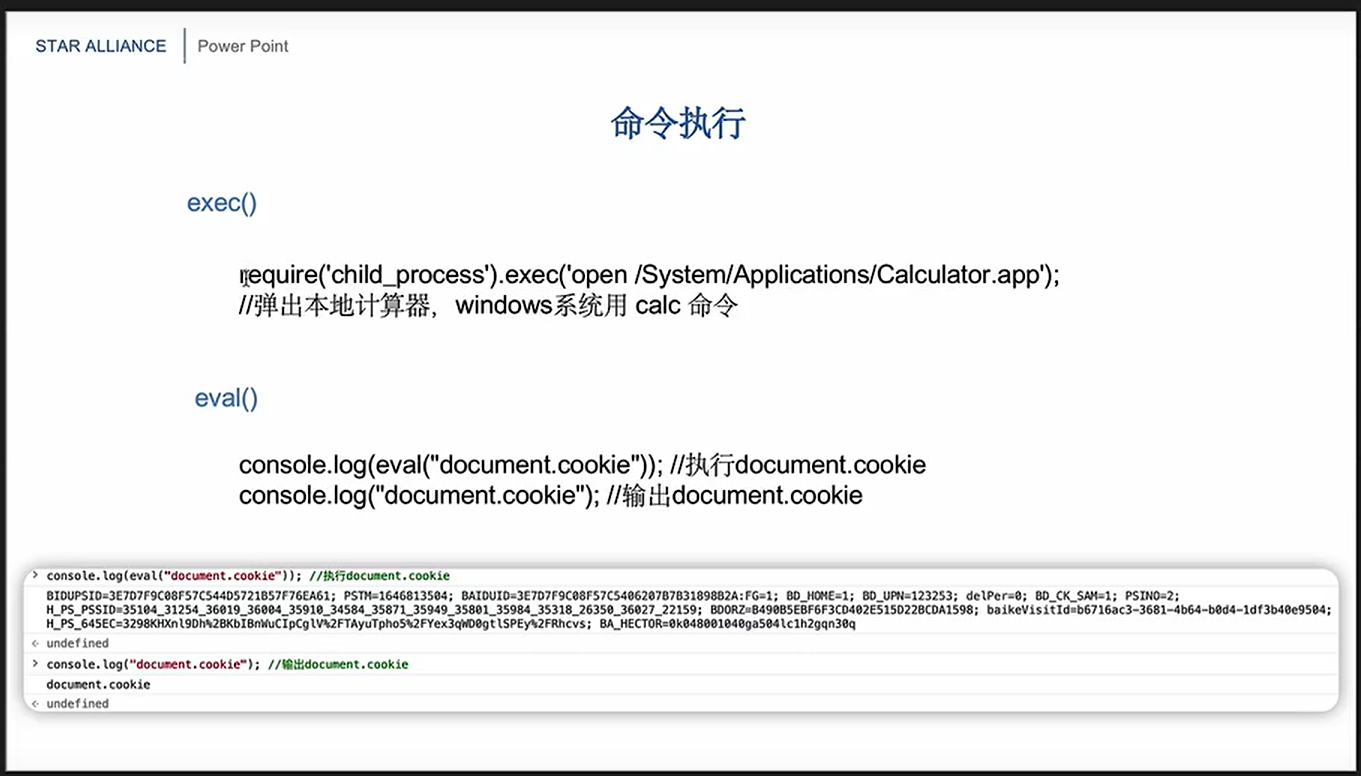 STAR ALLIANCE
Power Point
命令执行
exec()
require('child_process').exec('open /System/Applications/Calculator.app');
//弹出本地计算器，windows系统用 calc 命令
eval()
console.log(eval("document.cookie")); //执行document.cookie
console.log("document.cookie"); //输出document.cookie
> console.log(eval("document.cookie")); //执行document.cookie
BIDUPSID=3E7D7F9C08F57C544D5721B57F76EA61; PSTM=1646813504; BAIDUID=3E7D7F9C08F57C5406207B7B31898B2A:FG=1; BD_HOME=1; BD_UPN=123253; delPer=0; BD_CK_SAM=1; PSINO=2;
H_PS_PSSID=35104_31254_36019_36004_35910_34584_35871_35949_35801_35984_35318_26350_36027_22159; BDORZ=B490B5EBF6F3CD402E515D22BCDA1598; baikeVisitId=b6716ac3-3681-4b64-b0d4-1df3b40e9504;
H_PS_645EC=3298KHXnl9Dh%2BKbIBnWuCIpCglV%2FTAyuTpho5%2FYex3qWD0gtlSPEy%2FRhcvs; BA_HECTOR=0k048001040ga504lc1h2gqn30q
< undefined
> console.log("document.cookie"); //输出document.cookie
document.cookie
< undefined